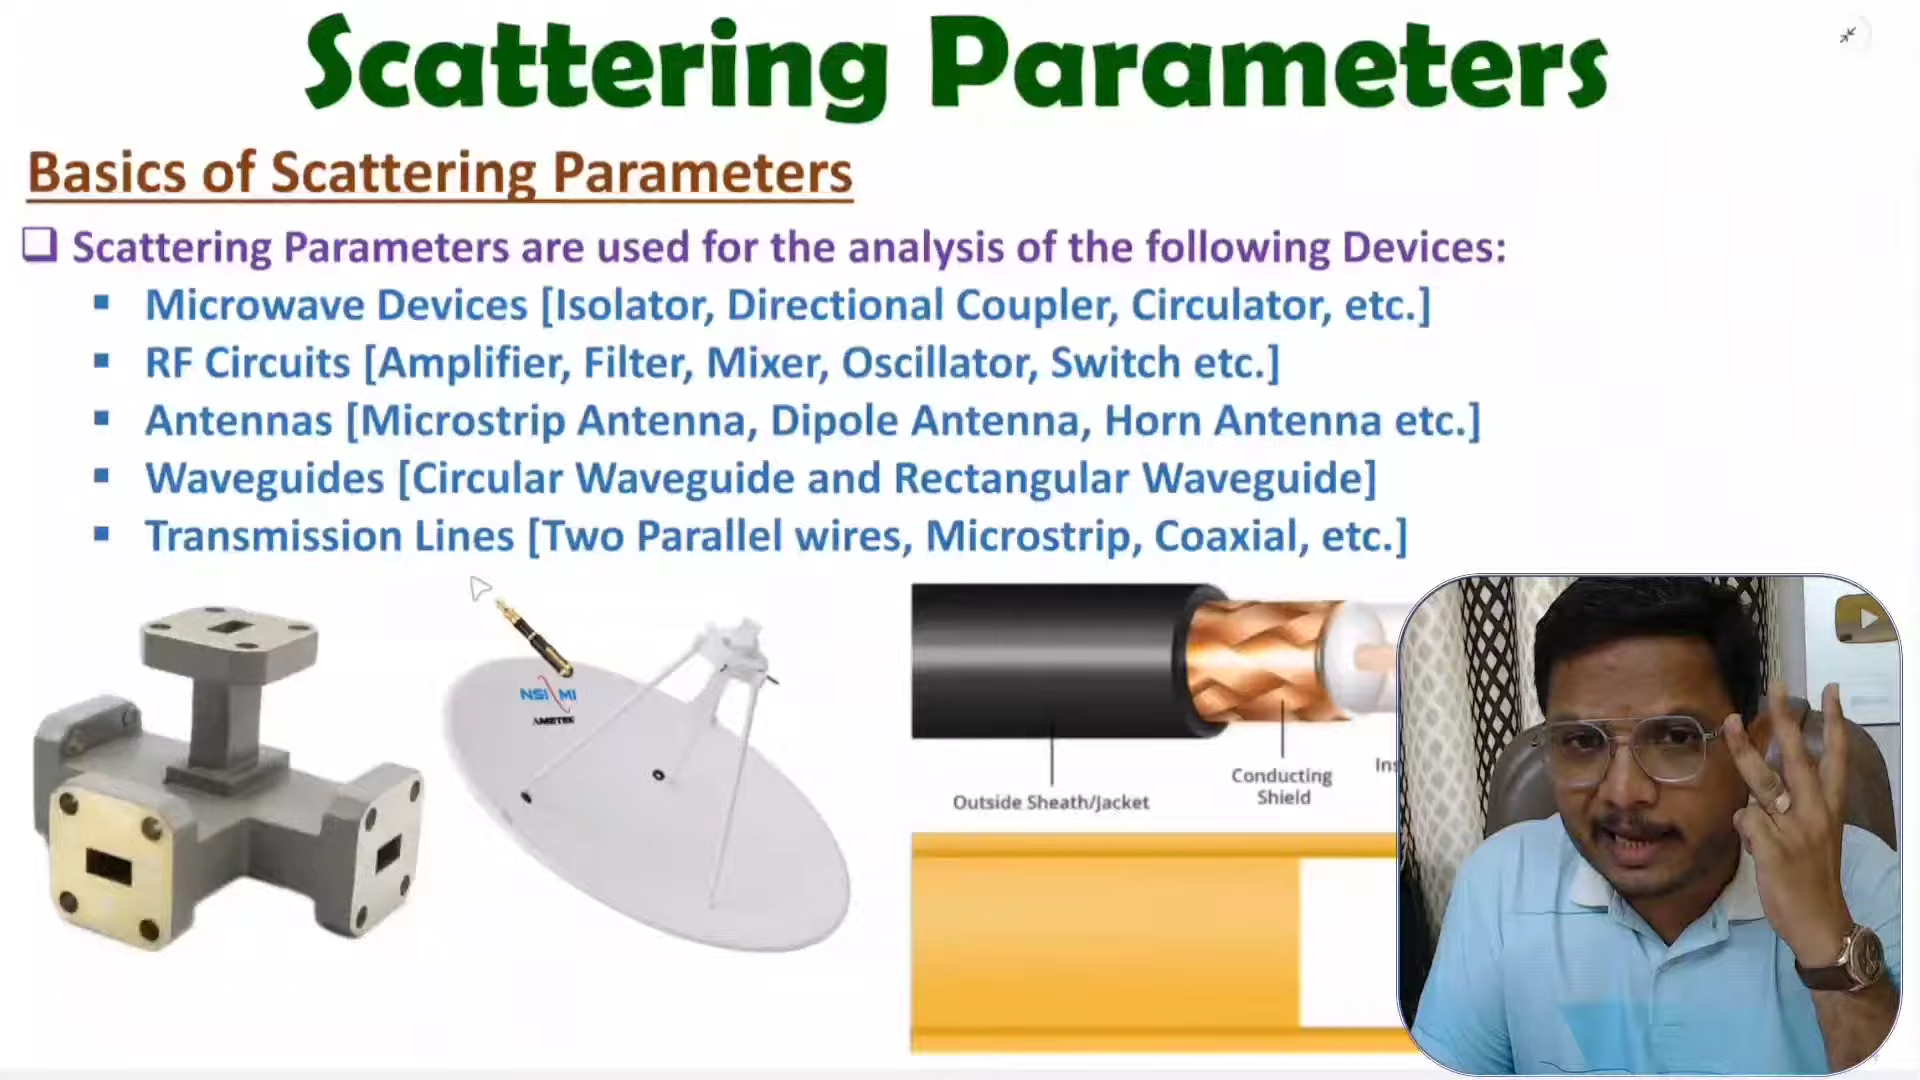 Scattering Parameters
Basics of Scattering Parameters
Scattering Parameters are used for the analysis of the following Devices:
Microwave Devices [Isolator, Directional Coupler, Circulator, etc.]
RF Circuits [Amplifier, Filter, Mixer, Oscillator, Switch etc.]
Antennas [Microstrip Antenna, Dipole Antenna, Horn Antenna etc.]
Waveguides [Circular Waveguide and Rectangular Waveguide]
Transmission Lines [Two Parallel wires, Microstrip, Coaxial, etc.]
NSI MI
AMETEK
Outside Sheath/Jacket
Conducting
Shield
Ins